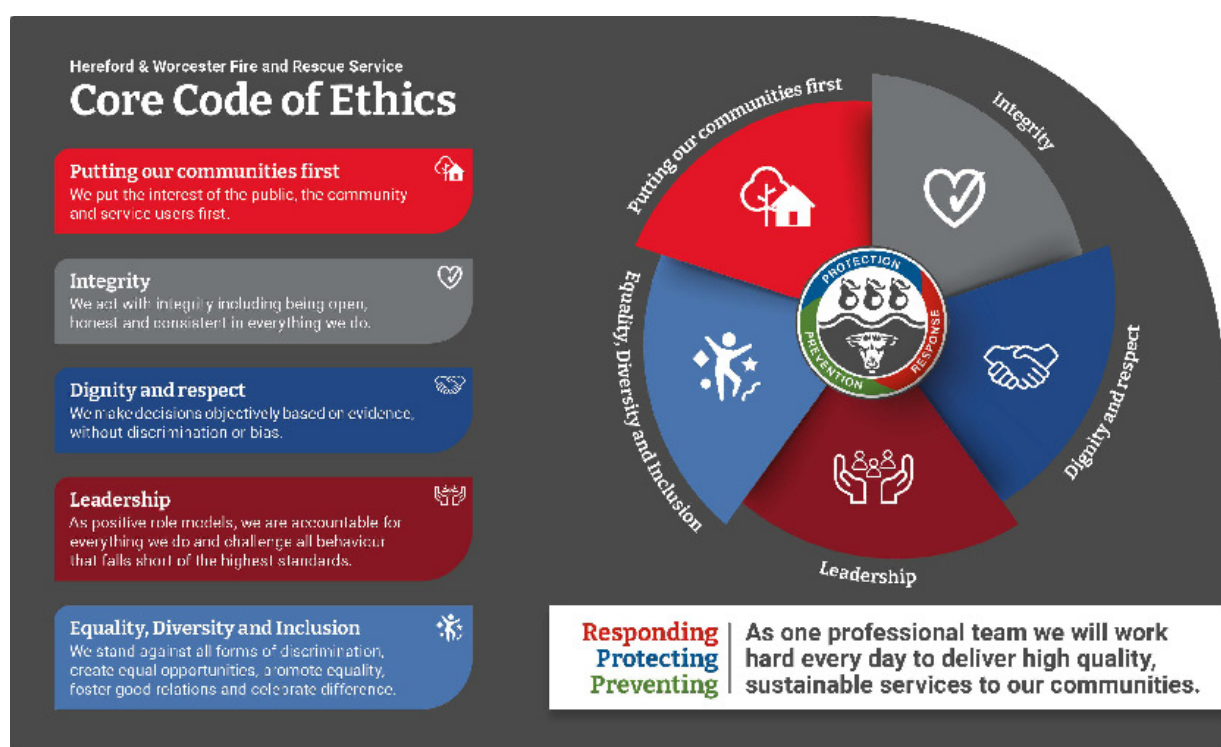 Hereford & Worcester Fire and Rescue Service
Core Code of Ethics
Putting our communities first
We put the interest of the public, the community
and service users first.
Integrity
We act with integrity including being open,
honest and consistent in everything we do.
Dignity and respect
We make decisions objectively based on evidence,
without discrimination or bias.
Leadership
As positive role models, we are accountable for
everything we do and challenge all behaviour
that falls short of the highest standards.
Equality, Diversity and Inclusion
We stand against all forms of discrimination,
create equal opportunities, promote equality,
foster good relations and celebrate difference.
Putting our communities first
Integrity
Dignity and respect
Leadership
Equality, Diversity and Inclusion
PROTECTION
RESPONSE
PREVENTION
Responding
Protecting
Preventing
As one professional team we will work
hard every day to deliver high quality,
sustainable services to our communities.